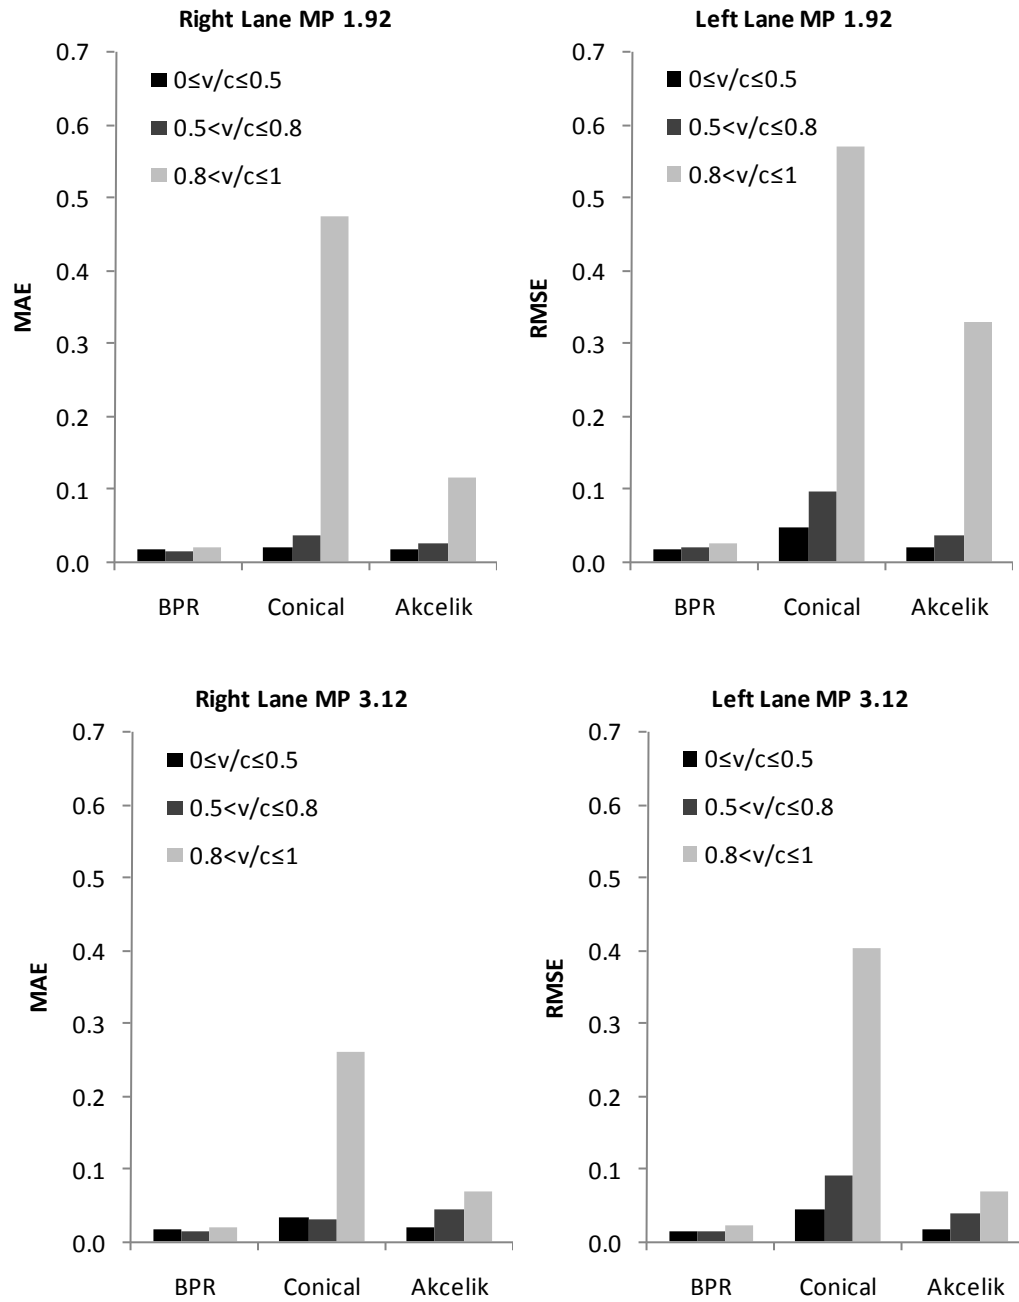 Right Lane MP 1.92
0.7
0.6
0.5
0.4
0.3
0.2
0.1
0.0
MAE
0≤v/c≤0.5
0.5<v/c≤0.8
0.8<v/c≤1
BPR Conical Akcelik
Left Lane MP 1.92
0.7
0.6
0.5
0.4
0.3
0.2
0.1
0.0
RMSE
0≤v/c≤0.5
0.5<v/c≤0.8
0.8<v/c≤1
BPR Conical Akcelik
Right Lane MP 3.12
0.7
0.6
0.5
0.4
0.3
0.2
0.1
0.0
MAE
0≤v/c≤0.5
0.5<v/c≤0.8
0.8<v/c≤1
BPR Conical Akcelik
Left Lane MP 3.12
0.7
0.6
0.5
0.4
0.3
0.2
0.1
0.0
RMSE
0≤v/c≤0.5
0.5<v/c≤0.8
0.8<v/c≤1
BPR Conical Akcelik